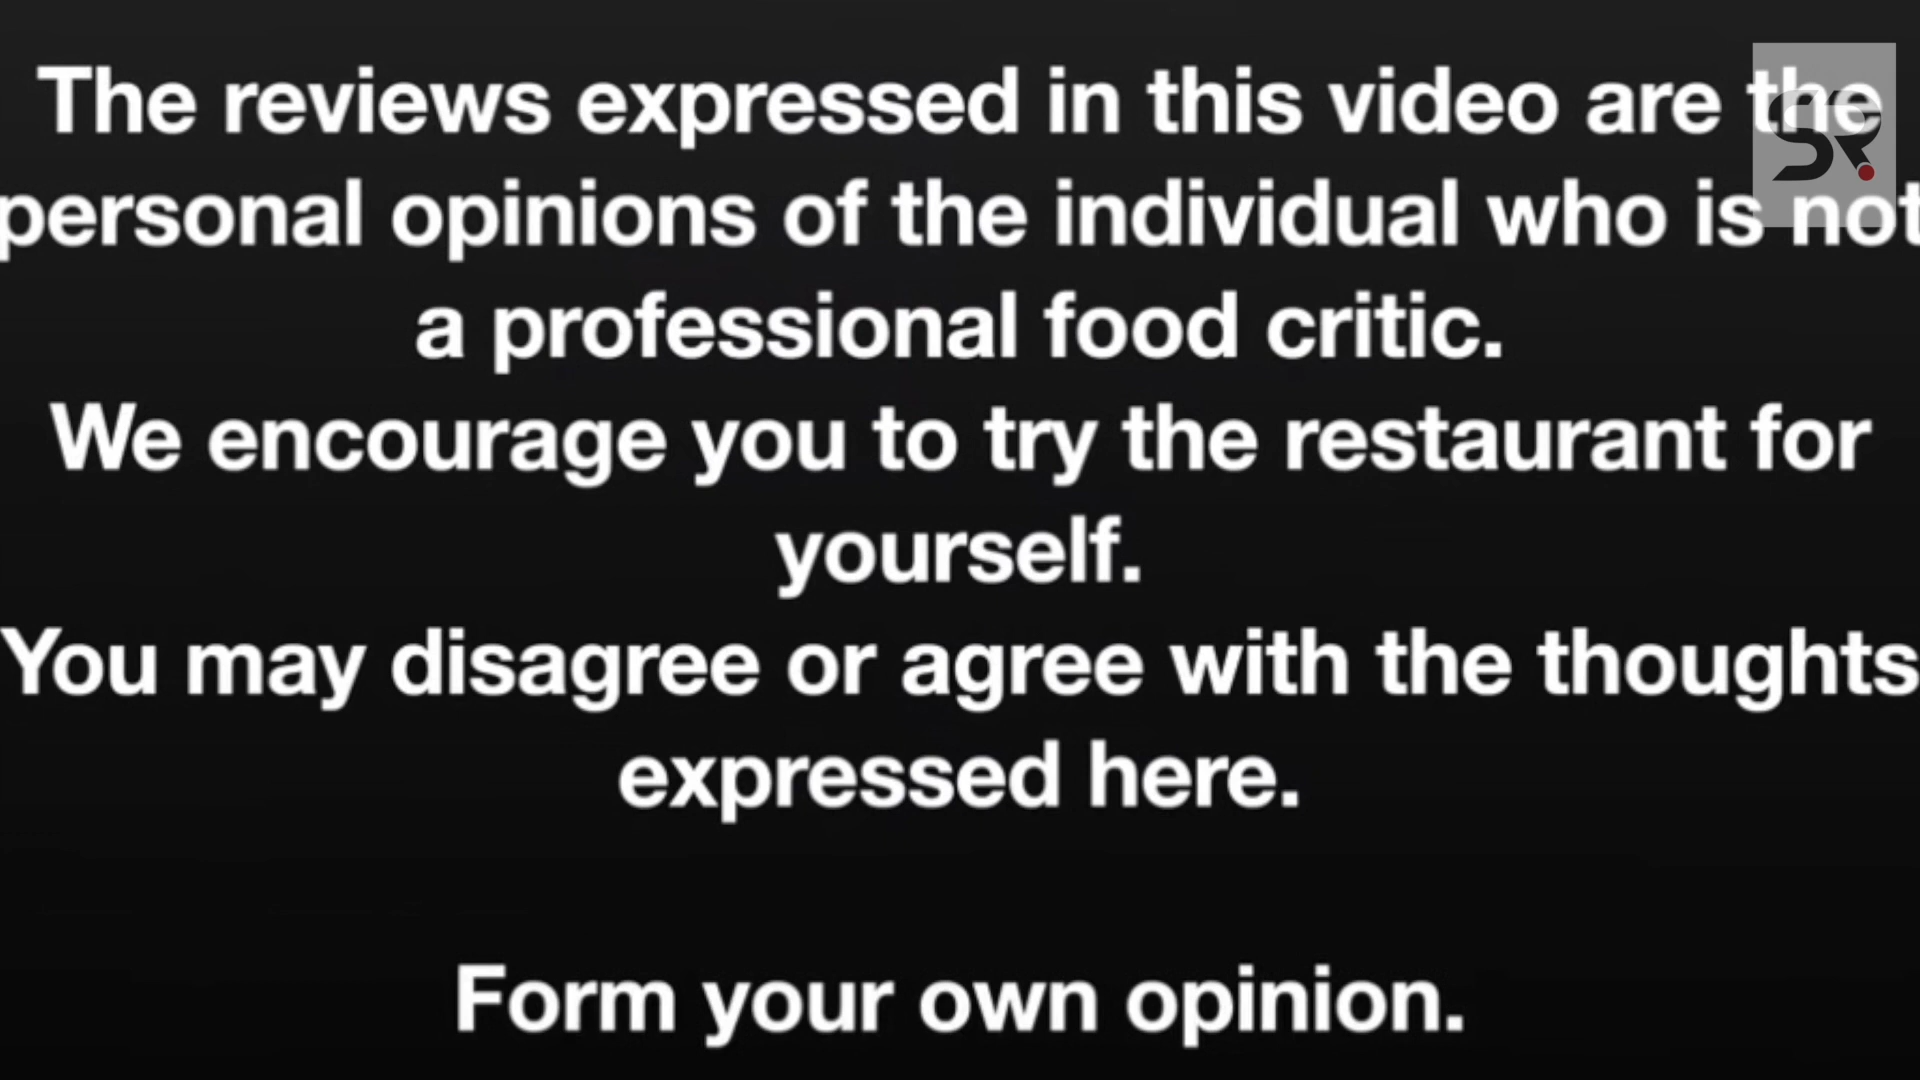 The reviews expressed in this video are the
personal opinions of the individual who is not
a professional food critic.
We encourage you to try the restaurant for
yourself.
You may disagree or agree with the thoughts
expressed here.
Form your own opinion.
SR